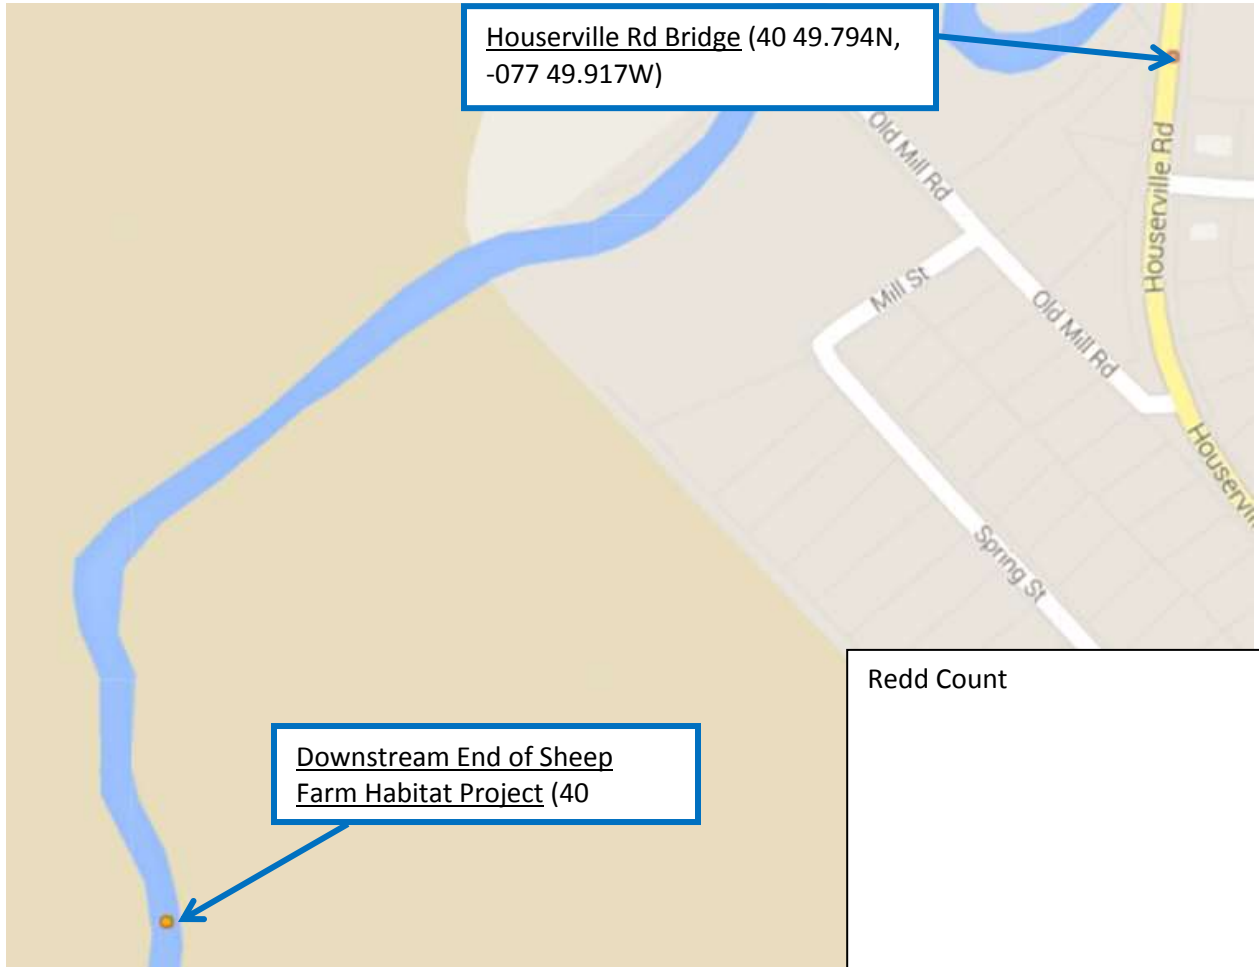 Houserville Rd Bridge (40 49.794N,
-077 49.917W)
Old Mill Rd
Houserville Rd
Mill St
Old Mill Rd
Spring St
Redd Count
Downstream End of Sheep
Farm Habitat Project (40